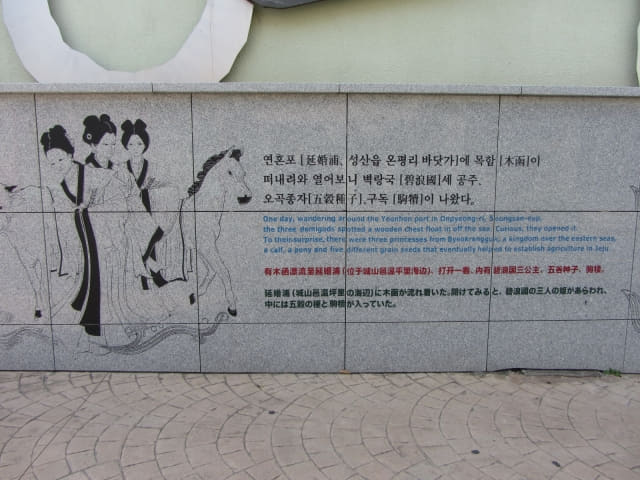 연혼포 [延婚浦, 성산읍 온평리 바닷가]에 목함 [木函]이
떠내려와 열어보니 벽랑국 [碧浪國]세 공주,
오곡종자[五穀種子],구독 [駒犢]이 나왔다.
One day, wandering around the Yeonhon port in Onpyeong-ri, Seongsan-eup,
the three demigods spotted a wooden chest float in off the sea. Curious, they opened it.
To their surprise, there were three princesses from Byeokrangguk, a kingdom over the eastern seas,
a calf, a pony and five different grain seeds that eventually helped to establish agriculture in Jeju.
有木函漂流至延婚浦（位于城山邑温平里海边）、打开一看、内有 碧浪国三公主、五谷种子、驹犊。
延婚浦（城山邑温坪里の海辺）に木函が流れ着いた。開けてみると、碧浪國の三人の姫があらわれ、
中には五穀の種と駒犢が入っていた。